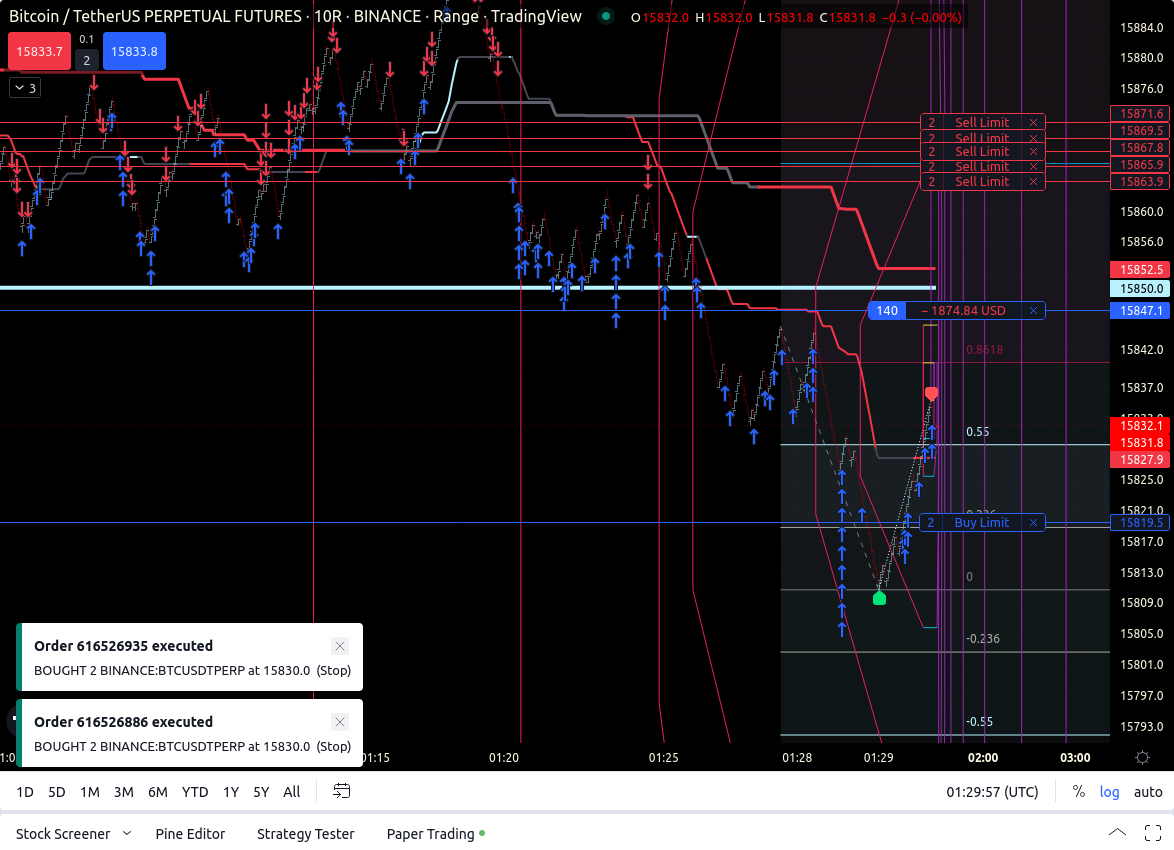 Bitcoin / TetherUS PERPETUAL FUTURES · 10R · BINANCE · Range · TradingView
O15832.0 H15832.0 L15831.8 C15831.8 −0.3 (−0.00%)
15833.7
0.1
2
15833.8
3
15884.0
15880.0
15876.0
15871.6
2 Sell Limit
15869.5
2 Sell Limit
15867.8
2 Sell Limit
15865.9
2 Sell Limit
15863.9
2 Sell Limit
15860.0
15856.0
15852.5
15850.0
140 − 1874.84 USD
15847.1
15842.0
0.8618
15837.0
15832.1
0.55
15831.8
15827.9
15825.0
15821.0
2 Buy Limit
15819.5
15817.0
15813.0
0
15809.0
15805.0
-0.236
15801.0
15797.0
-0.55
15793.0
Order 616526935 executed
BOUGHT 2 BINANCE:BTCUSDTPERP at 15830.0 (Stop)
Order 616526886 executed
BOUGHT 2 BINANCE:BTCUSDTPERP at 15830.0 (Stop)
01:20 01:25 01:28 01:29 02:00 03:00
1D 5D 1M 3M 6M YTD 1Y 5Y All
01:29:57 (UTC) % log auto
Stock Screener Pine Editor Strategy Tester Paper Trading